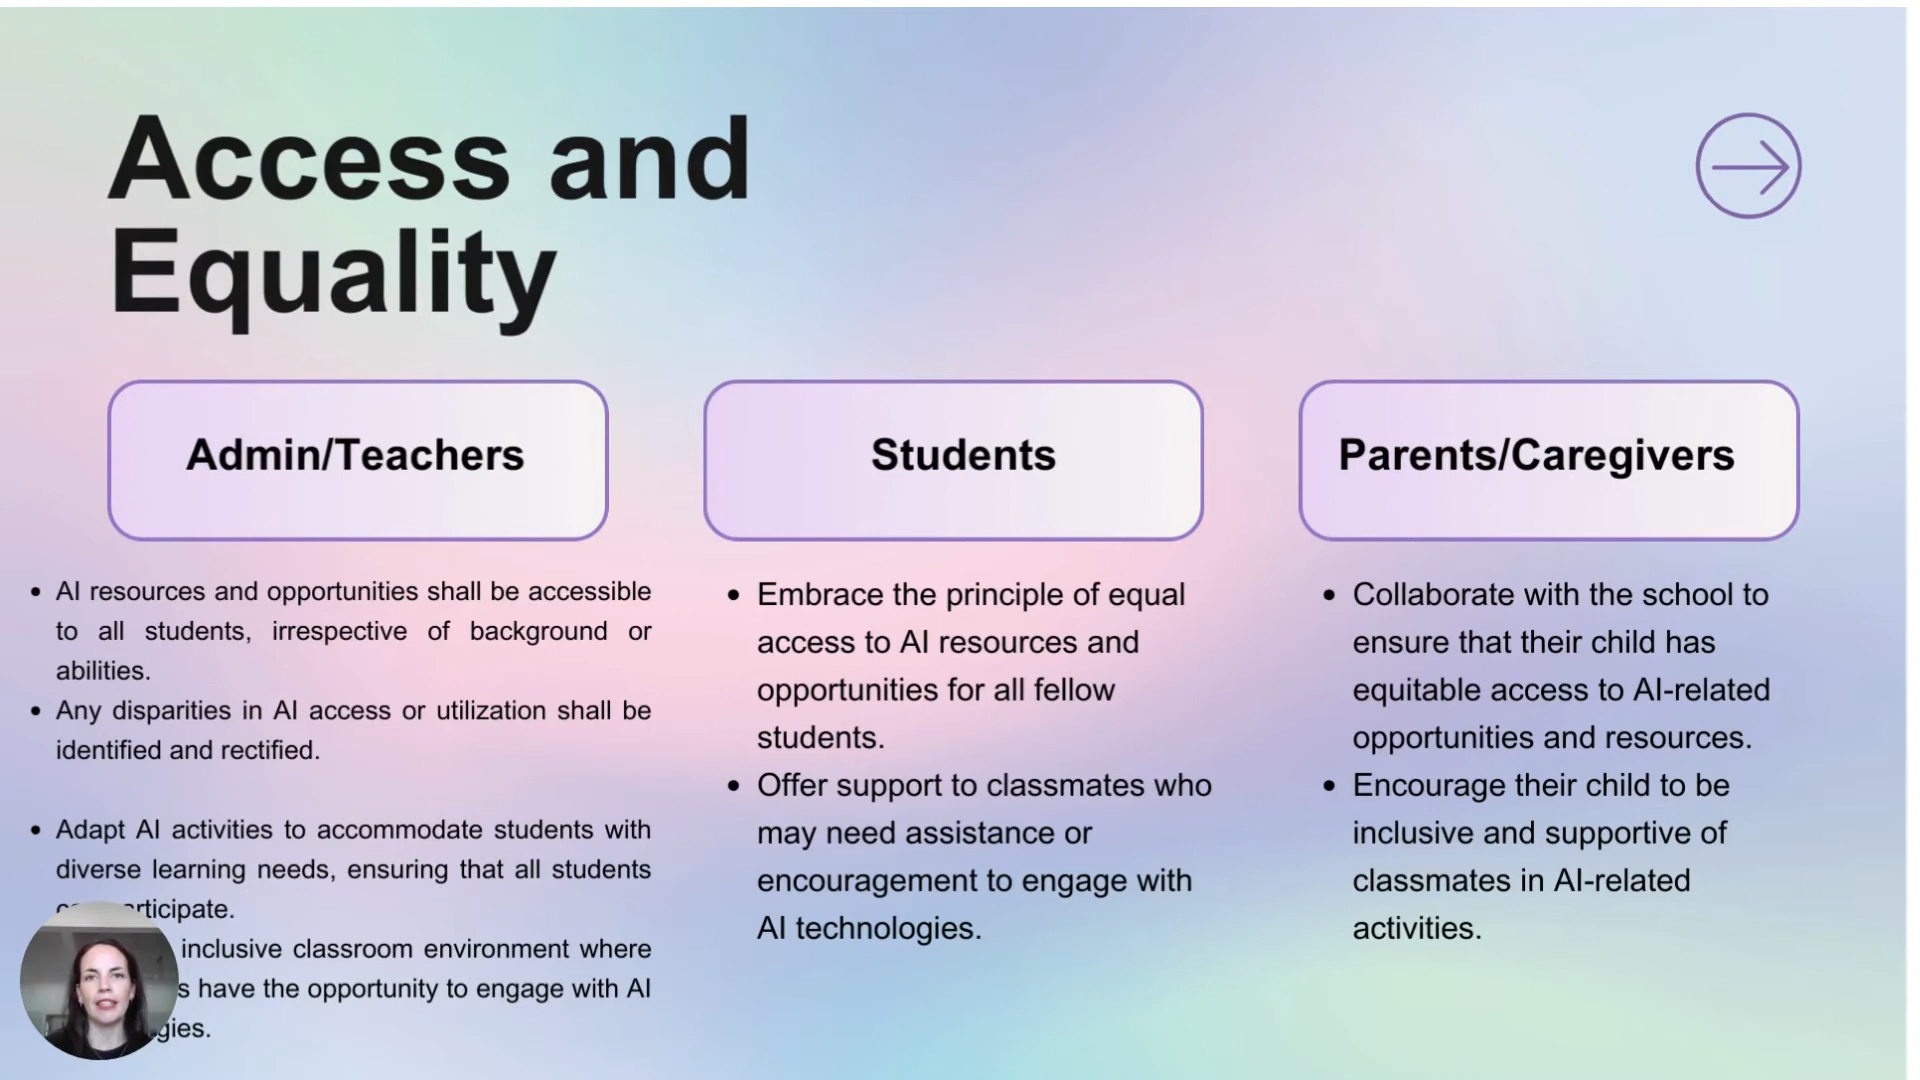 Access and
Equality
Admin/Teachers
• AI resources and opportunities shall be accessible
to all students, irrespective of background or
abilities.
• Any disparities in AI access or utilization shall be
identified and rectified.
• Adapt AI activities to accommodate students with
diverse learning needs, ensuring that all students
participate.
inclusive classroom environment where
have the opportunity to engage with AI
Students
• Embrace the principle of equal
access to AI resources and
opportunities for all fellow
students.
• Offer support to classmates who
may need assistance or
encouragement to engage with
AI technologies.
Parents/Caregivers
• Collaborate with the school to
ensure that their child has
equitable access to AI-related
opportunities and resources.
• Encourage their child to be
inclusive and supportive of
classmates in AI-related
activities.